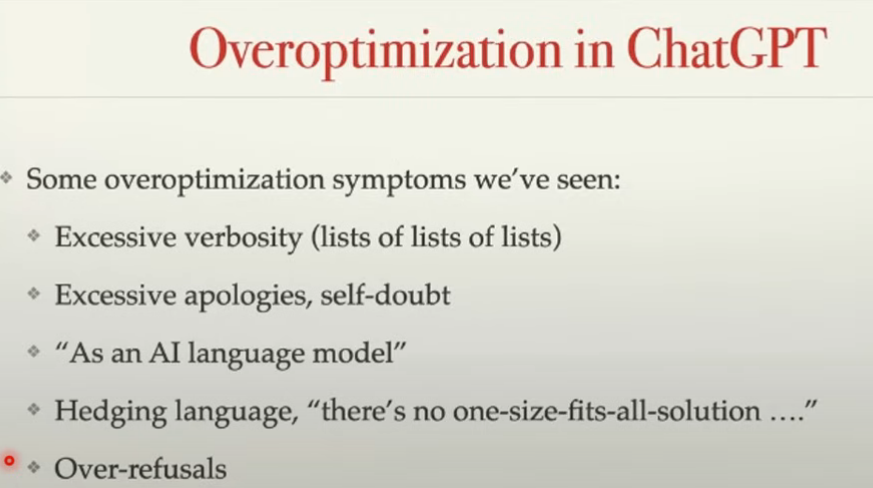 Overoptimization in ChatGPT
Some overoptimization symptoms we've seen:
Excessive verbosity (lists of lists of lists)
Excessive apologies, self-doubt
“As an AI language model”
Hedging language, “there's no one-size-fits-all-solution ….”
Over-refusals